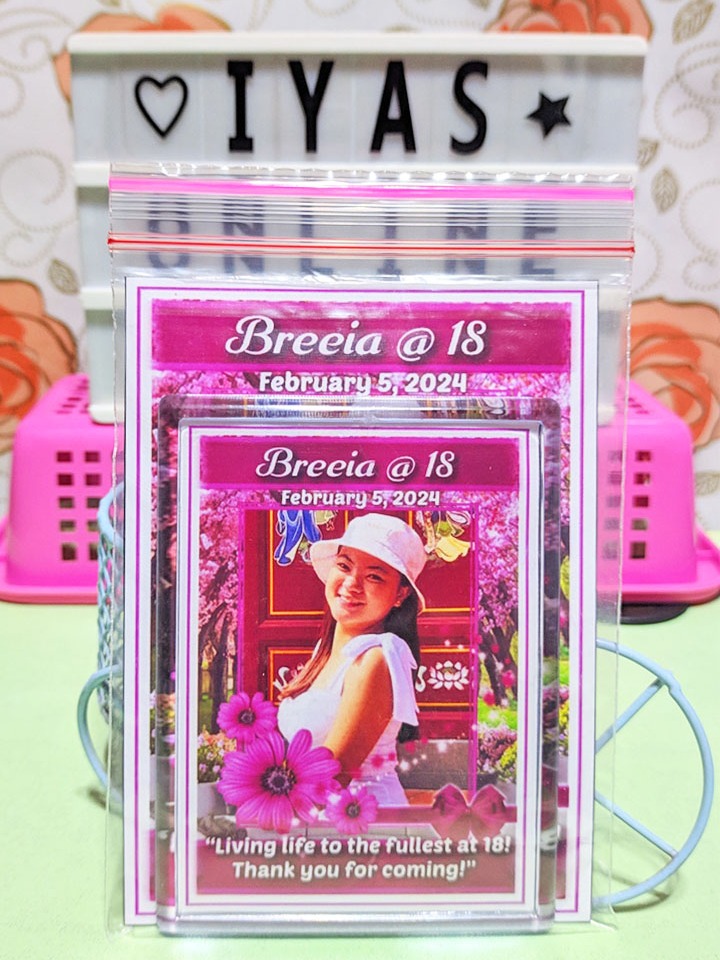 ♡ IYAS ★
ONLINE
Breeia @ 18
February 5, 2024
Breeia @ 18
February 5, 2024
"Living life to the fullest at 18!
Thank you for coming!"